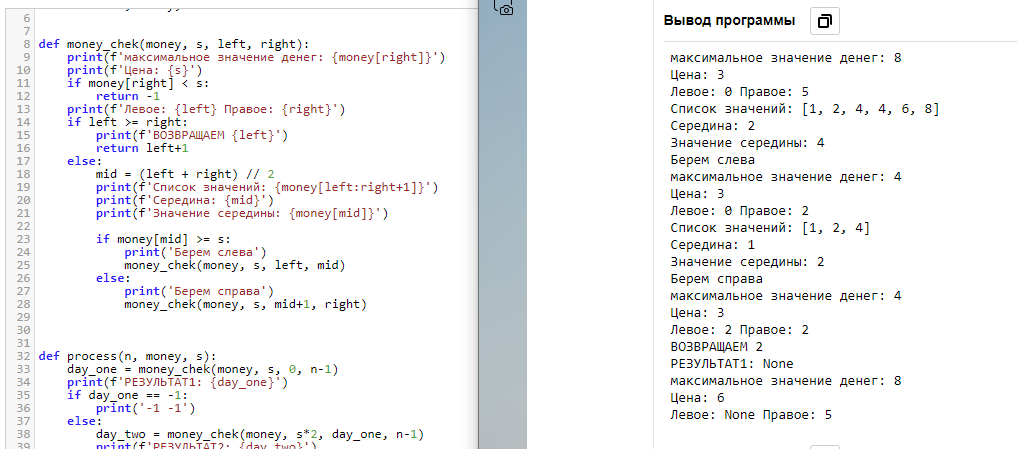 6
7
8 def money_chek(money, s, left, right):
9     print(f'максимальное значение денег: {money[right]}')
10     print(f'Цена: {s}')
11     if money[right] < s:
12         return -1
13     print(f'Левое: {left} Правое: {right}')
14     if left >= right:
15         print(f'ВОЗВРАЩАЕМ {left}')
16         return left+1
17     else:
18         mid = (left + right) // 2
19         print(f'Список значений: {money[left:right+1]}')
20         print(f'Середина: {mid}')
21         print(f'Значение середины: {money[mid]}')
22
23         if money[mid] >= s:
24             print('Берем слева')
25             money_chek(money, s, left, mid)
26         else:
27             print('Берем справа')
28             money_chek(money, s, mid+1, right)
29
30
31
32 def process(n, money, s):
33     day_one = money_chek(money, s, 0, n-1)
34     print(f'РЕЗУЛЬТАТ1: {day_one}')
35     if day_one == -1:
36         print('-1 -1')
37     else:
38         day_two = money_chek(money, s*2, day_one, n-1)
39         print(f'РЕЗУЛЬТАТ2: {day_two}')
Вывод программы
максимальное значение денег: 8
Цена: 3
Левое: 0 Правое: 5
Список значений: [1, 2, 4, 4, 6, 8]
Середина: 2
Значение середины: 4
Берем слева
максимальное значение денег: 4
Цена: 3
Левое: 0 Правое: 2
Список значений: [1, 2, 4]
Середина: 1
Значение середины: 2
Берем справа
максимальное значение денег: 4
Цена: 3
Левое: 2 Правое: 2
ВОЗВРАЩАЕМ 2
РЕЗУЛЬТАТ1: None
максимальное значение денег: 8
Цена: 6
Левое: None Правое: 5